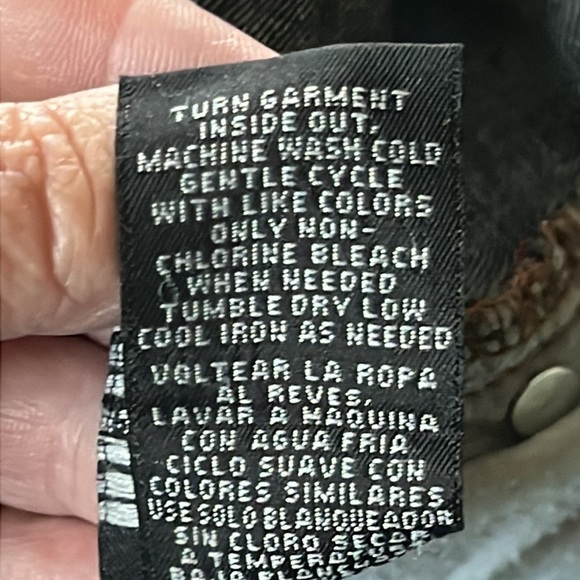 TURN GARMENT
INSIDE OUT,
MACHINE WASH COLD
GENTLE CYCLE
WITH LIKE COLORS
ONLY NON-
CHLORINE BLEACH
WHEN NEEDED
TUMBLE DRY LOW
COOL IRON AS NEEDED
VOLTEAR LA ROPA
AL REVES,
LAVAR A MAQUINA
CON AGUA FRIA
CICLO SUAVE CON
COLORES SIMILARES
USE SOLO BLANQUEADOR
SIN CLORO SECAR
A TEMPERATURA
BAJA